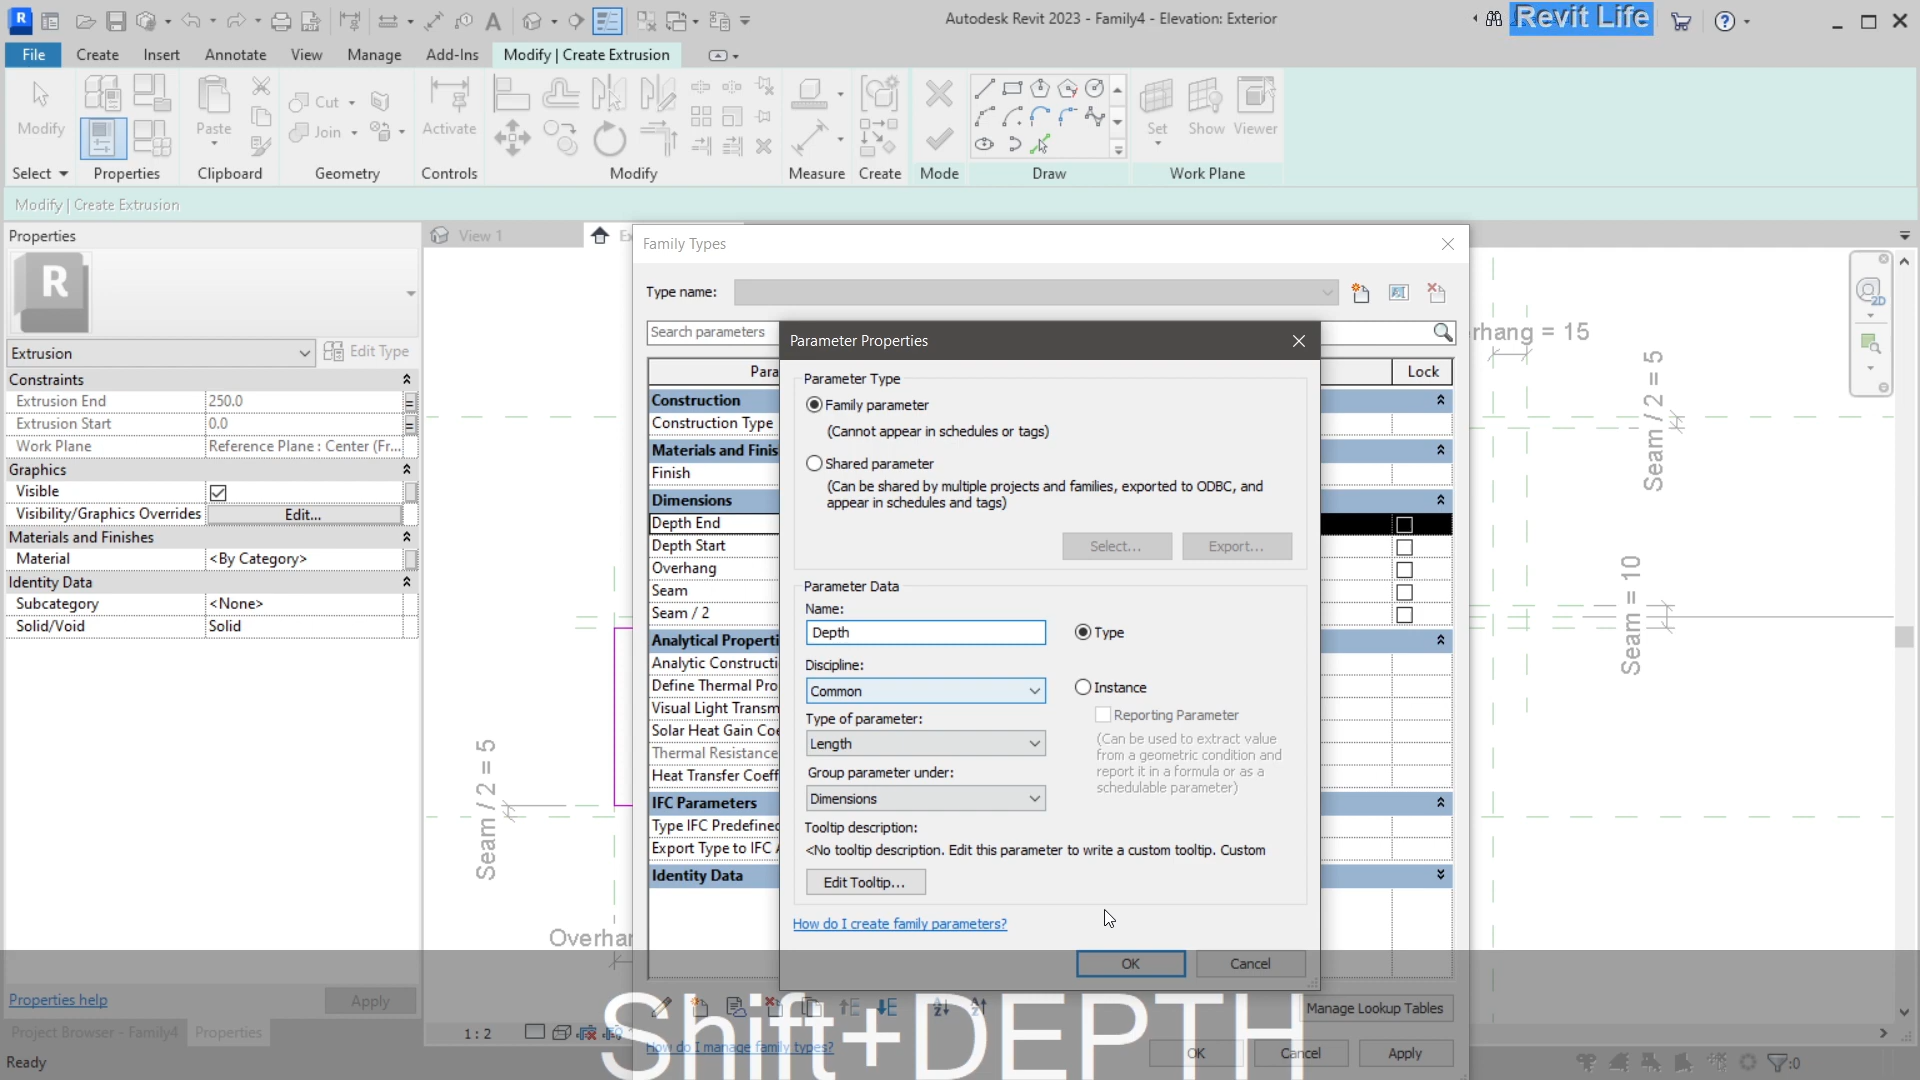 Autodesk Revit 2023 - Family4 - Elevation: Exterior
Revit Life
File Create Insert Annotate View Manage Add-Ins Modify | Create Extrusion
Modify
Paste
Cut
Join
Activate
Set Show Viewer
Select Properties Clipboard Geometry Controls Modify Measure Create Mode Draw Work Plane
Modify | Create Extrusion
Properties
View 1
R
Extrusion
Edit Type
Constraints
Extrusion End 250.0
Extrusion Start 0.0
Work Plane Reference Plane : Center (Fr...
Graphics
Visible
Visibility/Graphics Overrides Edit...
Materials and Finishes
Material <By Category>
Identity Data
Subcategory <None>
Solid/Void Solid
Properties help
Apply
Project Browser - Family4 Properties
Ready
1 : 2
Seam / 2 = 5
Overhan
rhang = 15
Seam / 2 = 5
Seam = 10
2D
Family Types
Type name:
Search parameters
Para
Lock
Construction
Construction Type
Materials and Finis
Finish
Dimensions
Depth End
Depth Start
Overhang
Seam
Seam / 2
Analytical Properti
Analytic Constructi
Define Thermal Pro
Visual Light Transm
Solar Heat Gain Coe
Thermal Resistance
Heat Transfer Coeff
IFC Parameters
Type IFC Predefined
Export Type to IFC A
Identity Data
Parameter Properties
Parameter Type
Family parameter
(Cannot appear in schedules or tags)
Shared parameter
(Can be shared by multiple projects and families, exported to ODBC, and
appear in schedules and tags)
Select... Export...
Parameter Data
Name:
Depth
Type
Discipline:
Common
Instance
Reporting Parameter
(Can be used to extract value
from a geometric condition and
report it in a formula or as a
schedulable parameter)
Type of parameter:
Length
Group parameter under:
Dimensions
Tooltip description:
<No tooltip description. Edit this parameter to write a custom tooltip. Custom
Edit Tooltip...
How do I create family parameters?
OK Cancel
Manage Lookup Tables
How do I manage family types?
OK Cancel Apply
Shift+DEPTH
:0